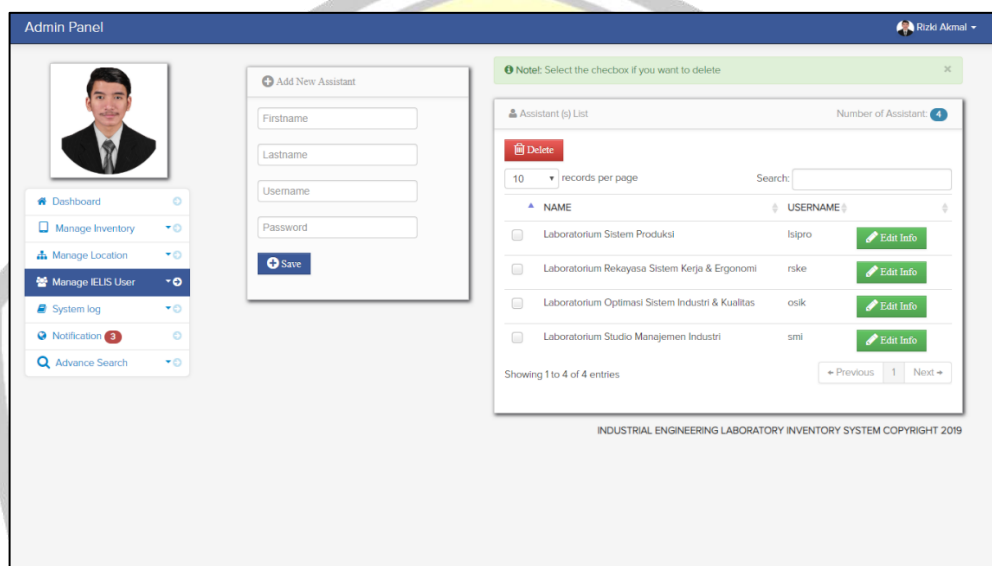 Admin Panel
Rizki Akmal
Dashboard
Manage Inventory
Manage Location
Manage IELIS User
System log
Notification 3
Advance Search
Add New Assistant
Firstname
Lastname
Username
Password
Save
Note!: Select the checbox if you want to delete ×
Assistant (s) List Number of Assistant: 4
Delete
10 records per page Search:
NAME USERNAME
Laboratorium Sistem Produksi lsipro Edit Info
Laboratorium Rekayasa Sistem Kerja & Ergonomi rske Edit Info
Laboratorium Optimasi Sistem Industri & Kualitas osik Edit Info
Laboratorium Studio Manajemen Industri smi Edit Info
Showing 1 to 4 of 4 entries ← Previous 1 Next →
INDUSTRIAL ENGINEERING LABORATORY INVENTORY SYSTEM COPYRIGHT 2019